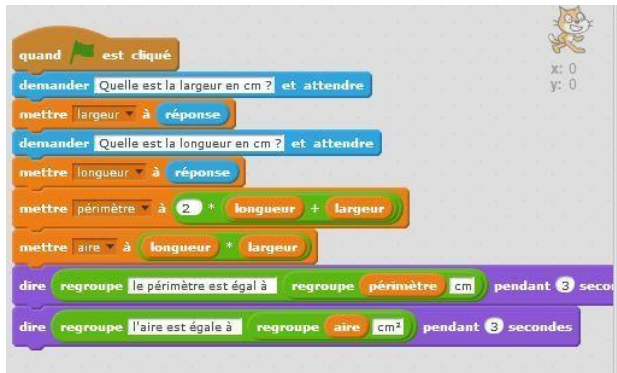 x: 0
y: 0
quand est cliqué
demander Quelle est la largeur en cm ? et attendre
mettre largeur à réponse
demander Quelle est la longueur en cm ? et attendre
mettre longueur à réponse
mettre périmètre à 2 * longueur + largeur
mettre aire à longueur * largeur
dire regroupe le périmètre est égal à regroupe périmètre cm pendant 3 seco
dire regroupe l'aire est égale à regroupe aire cm² pendant 3 secondes